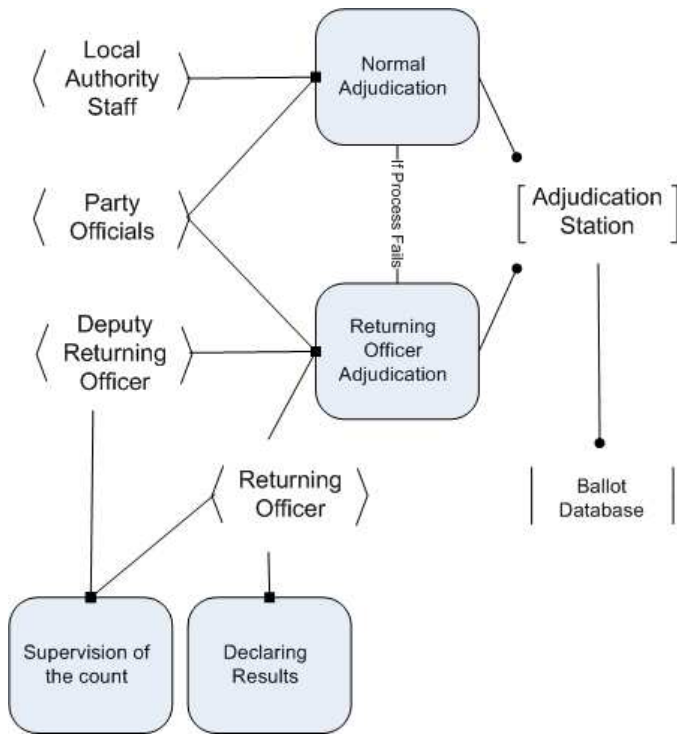 Local
Authority
Staff
Normal
Adjudication
If Process Fails
Party
Officials
Adjudication
Station
Deputy
Returning
Officer
Returning
Officer
Adjudication
Returning
Officer
Ballot
Database
Supervision of
the count
Declaring
Results